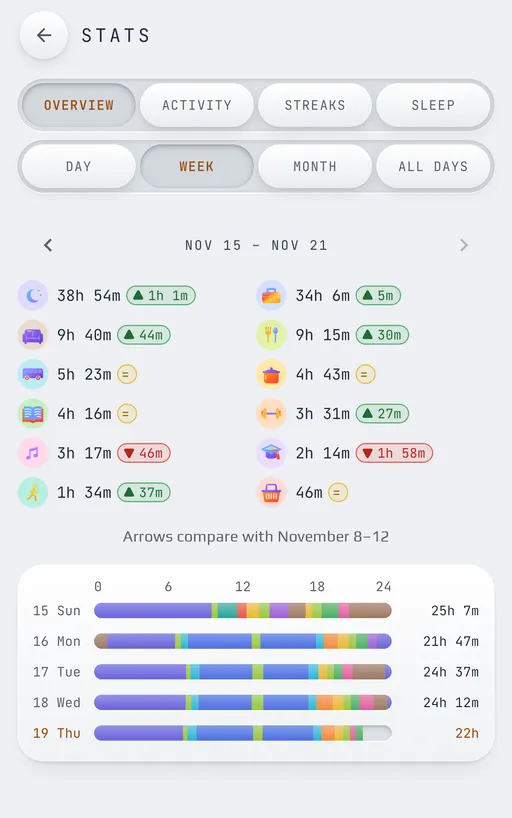 STATS
OVERVIEW ACTIVITY STREAKS SLEEP
DAY WEEK MONTH ALL DAYS
NOV 15 – NOV 21
38h 54m ▲ 1h 1m 34h 6m ▲ 5m
9h 40m ▲ 44m 9h 15m ▲ 30m
5h 23m = 4h 43m =
4h 16m = 3h 31m ▲ 27m
3h 17m ▼ 46m 2h 14m ▼ 1h 58m
1h 34m ▲ 37m 46m =
Arrows compare with November 8–12
0 6 12 18 24
15 Sun 25h 7m
16 Mon 21h 47m
17 Tue 24h 37m
18 Wed 24h 12m
19 Thu 22h